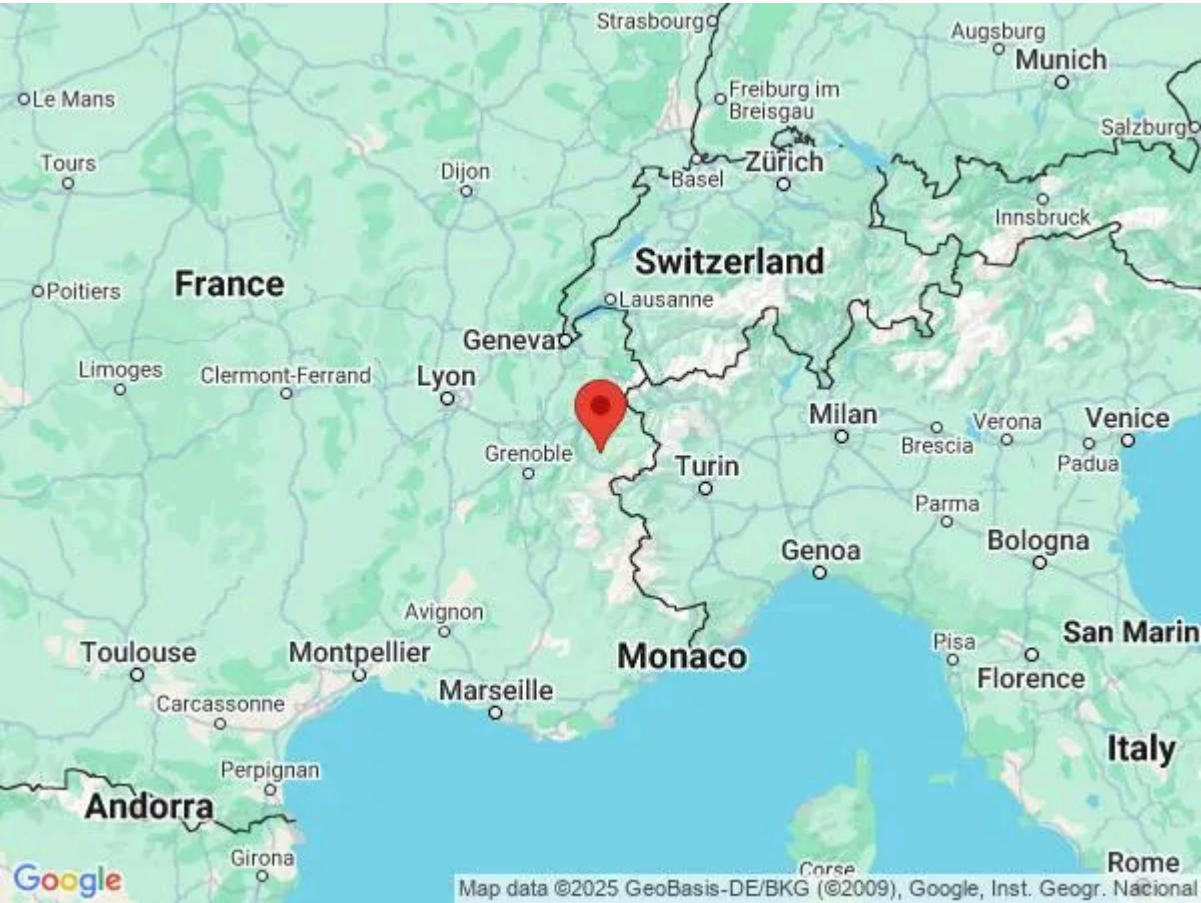 Strasbourg
Augsburg
Munich
Le Mans
Freiburg im
Breisgau
Salzburg
Tours
Dijon
Basel
Zürich
Innsbruck
France
Switzerland
Poitiers
Lausanne
Geneva
Limoges
Clermont-Ferrand
Lyon
Milan
Verona
Venice
Brescia
Padua
Grenoble
Turin
Parma
Genoa
Bologna
Avignon
San Marin
Toulouse
Montpellier
Monaco
Pisa
Florence
Carcassonne
Marseille
Italy
Perpignan
Andorra
Girona
Corse
Rome
Google
Map data ©2025 GeoBasis-DE/BKG (©2009), Google, Inst. Geogr. Nacional